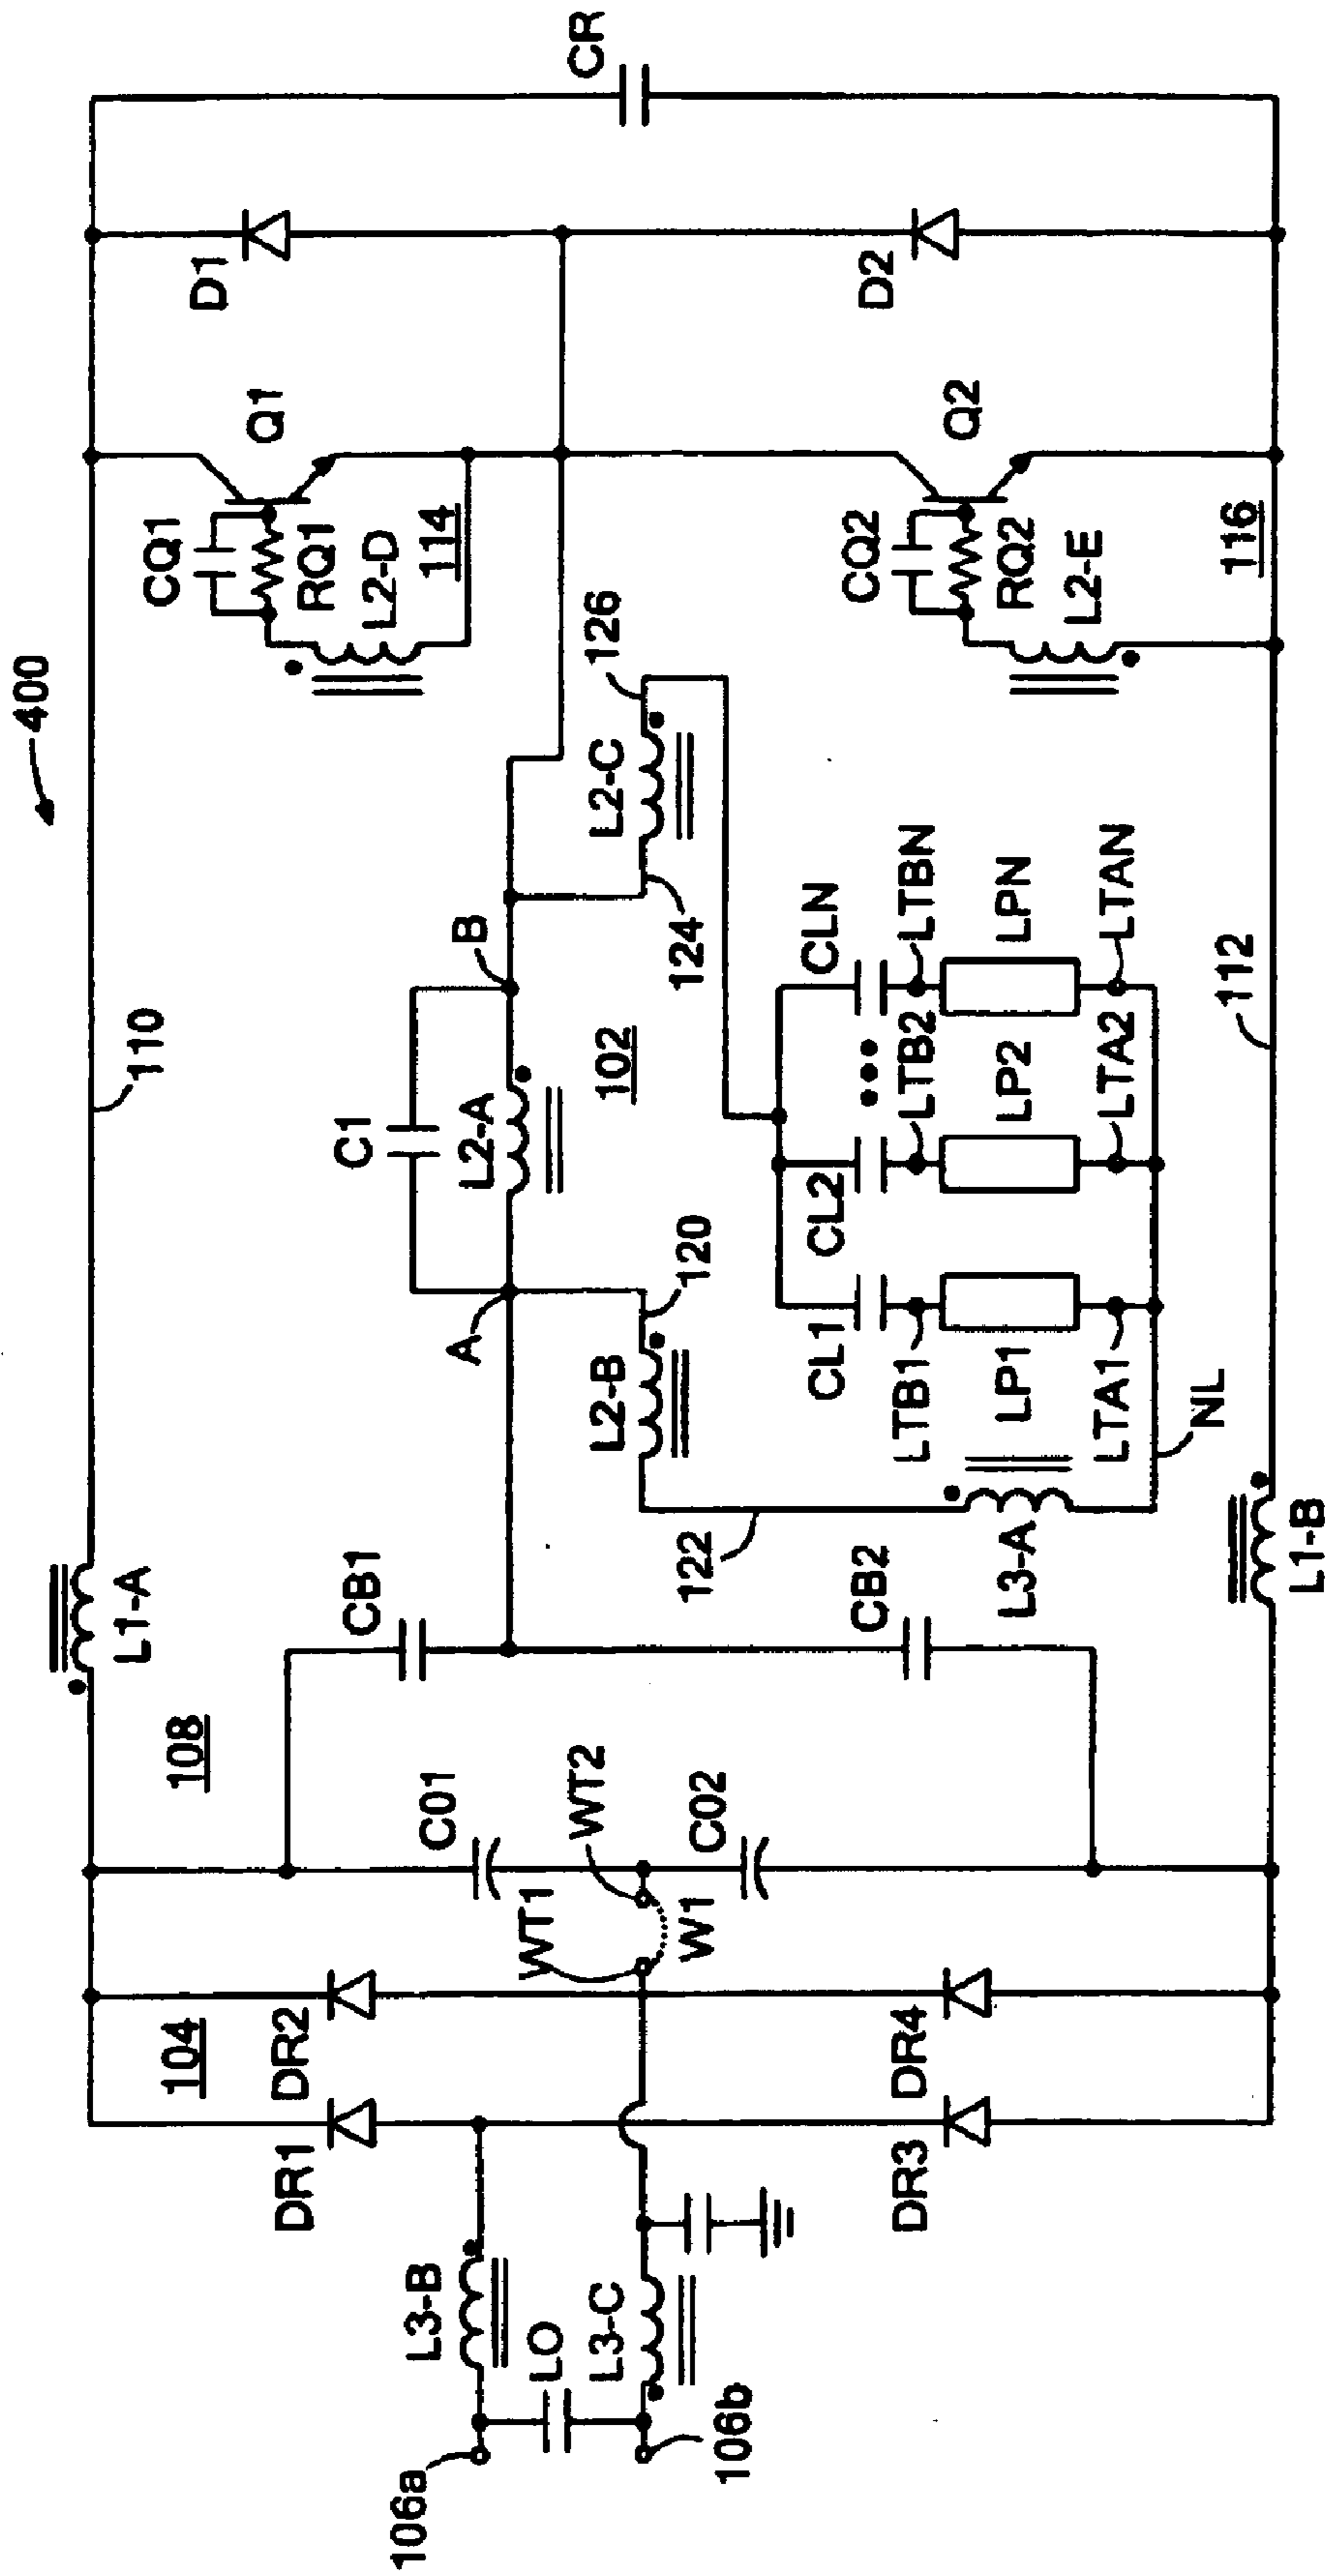 400
110
L1-A
108
104
DR1
DR2
C01
CB1
C1
A
B
L2-A
102
Q1
CQ1
RQ1
L2-D
114
D1
CR
106a
L3-B
LO
L3-C
106b
WT1
WT2
W1
C02
CB2
122
L2-B
120
124
L2-C
126
CL1
CL2
CLN
LTB1
LTB2
LTBN
LP1
LP2
LPN
LTA1
LTA2
LTAN
L3-A
NL
DR3
DR4
L1-B
112
Q2
CQ2
RQ2
L2-E
116
D2